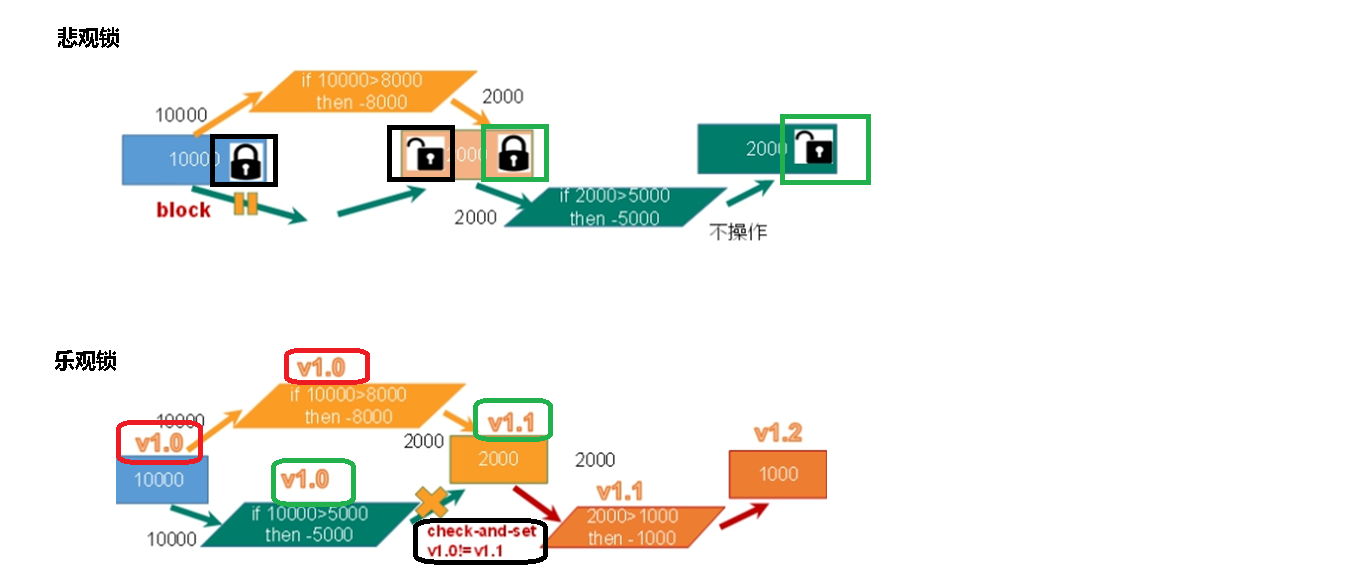 悲观锁
if 10000>8000
then -8000
10000
2000
10000
000
2000
block
2000
if 2000>5000
then -5000
不操作
乐观锁
v1.0
if 10000>8000
then -8000
10000
v1.0
v1.1
2000
2000
2000
v1.2
1000
10000
v1.0
if 10000>5000
then -5000
10000
check-and-set
v1.0!=v1.1
v1.1
2000>1000
then -1000